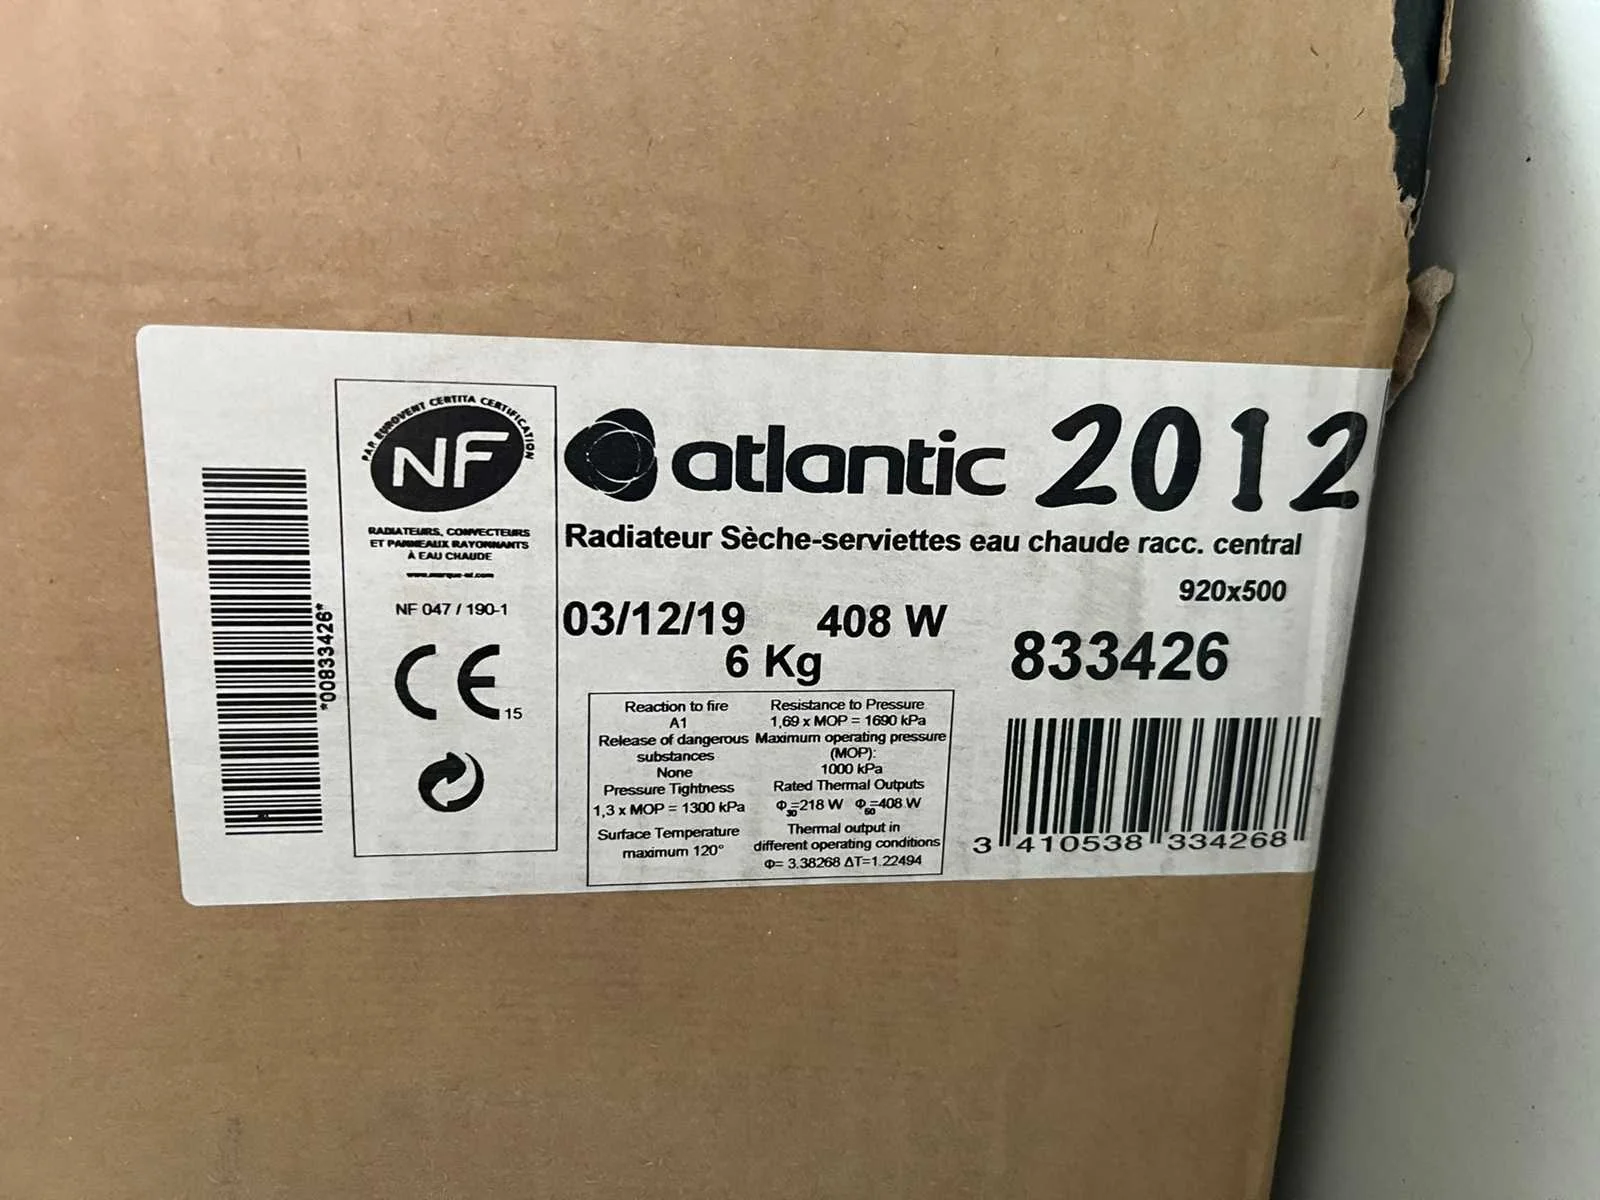 *00833426*
PAR EUROVENT CERTITA CERTIFICATION
NF
RADIATEURS, CONVECTEURS
ET PANNEAUX RAYONNANTS
À EAU CHAUDE
www.marque-nf.com
NF 047 / 190-1
CE
15
atlantic 2012
Radiateur Sèche-serviettes eau chaude racc. central
920x500
03/12/19 408 W
6 Kg
833426
Reaction to fire
A1
Release of dangerous
substances
None
Pressure Tightness
1,3 x MOP = 1300 kPa
Surface Temperature
maximum 120°
Resistance to Pressure
1,69 x MOP = 1690 kPa
Maximum operating pressure
(MOP):
1000 kPa
Rated Thermal Outputs
Φ30=218 W Φ50=408 W
Thermal output in
different operating conditions
Φ= 3.38268 ΔT=1.22494
3 410538 334268